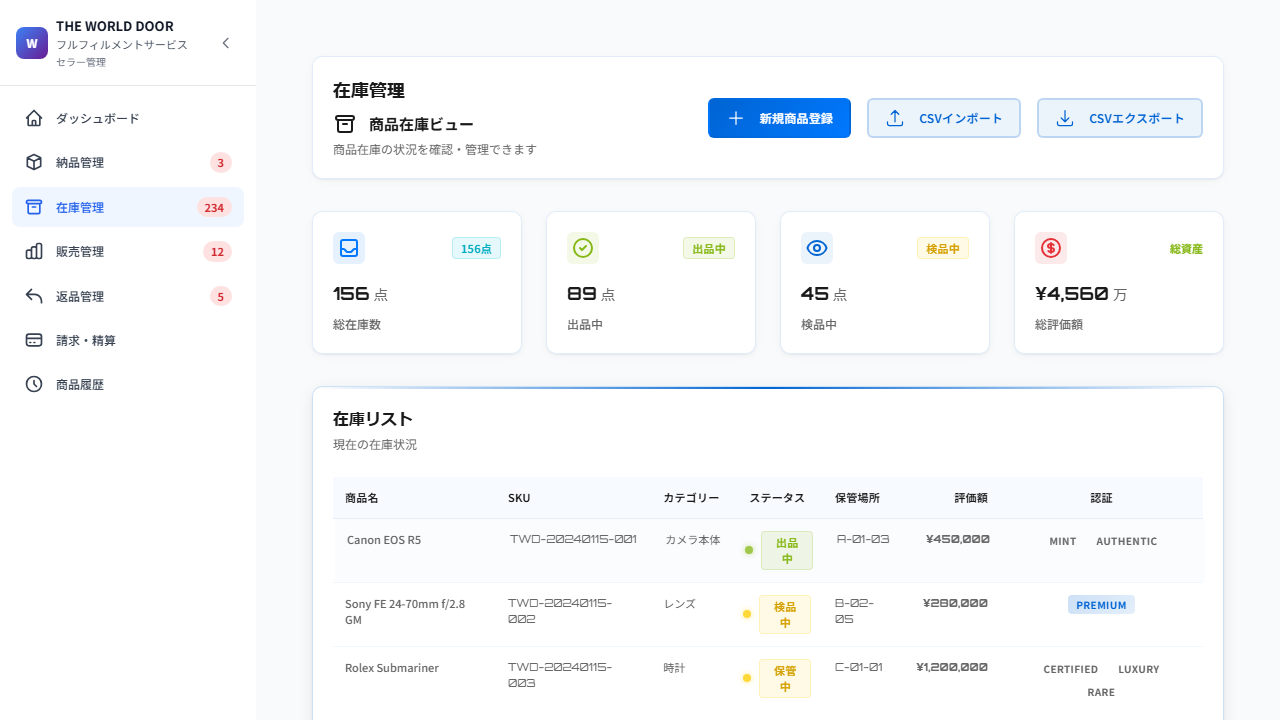 W
THE WORLD DOOR
フルフィルメントサービス
セラー管理
ダッシュボード
納品管理 3
在庫管理 234
販売管理 12
返品管理 5
請求・精算
商品履歴
在庫管理
商品在庫ビュー
商品在庫の状況を確認・管理できます
新規商品登録
CSVインポート
CSVエクスポート
156点
156 点
総在庫数
出品中
89 点
出品中
検品中
45 点
検品中
総資産
¥4,560 万
総評価額
在庫リスト
現在の在庫状況
商品名 SKU カテゴリー ステータス 保管場所 評価額 認証
Canon EOS R5 TWD-20240115-001 カメラ本体 出品中 A-01-03 ¥450,000 MINT AUTHENTIC
Sony FE 24-70mm f/2.8 GM TWD-20240115-002 レンズ 検品中 B-02-05 ¥280,000 PREMIUM
Rolex Submariner TWD-20240115-003 時計 保管中 C-01-01 ¥1,200,000 CERTIFIED LUXURY RARE